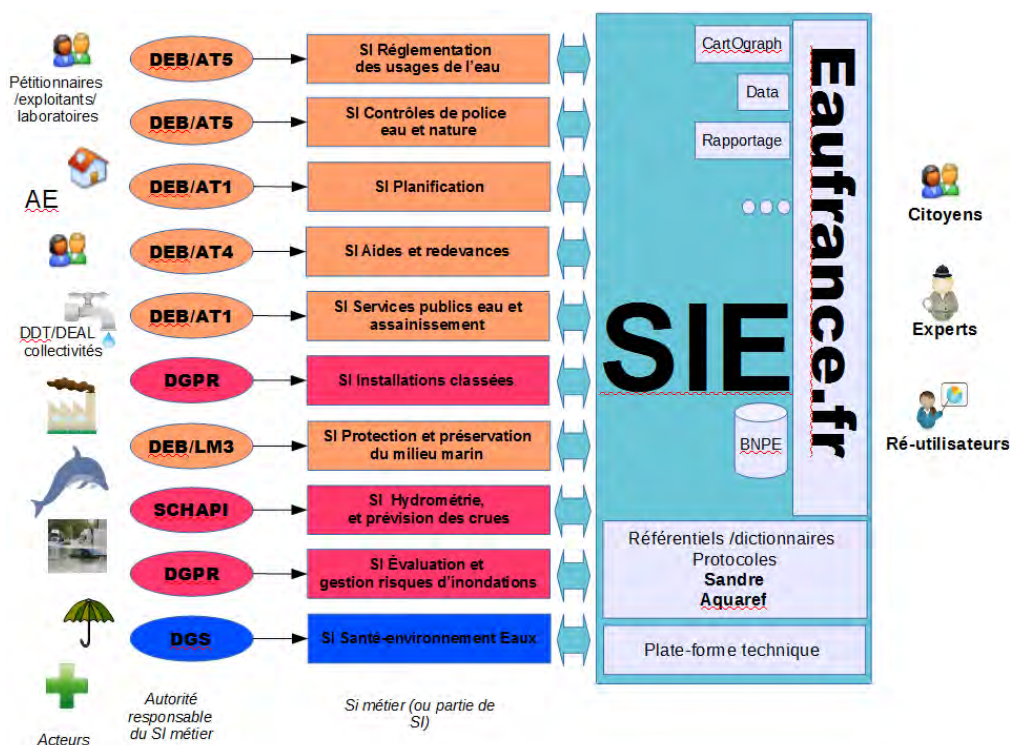 Pétitionnaires
/exploitants/
laboratoires
AE
DDT/DEAL
collectivités
Acteurs
DEB/AT5
DEB/AT5
DEB/AT1
DEB/AT4
DEB/AT1
DGPR
DEB/LM3
SCHAPI
DGPR
DGS
Autorité
responsable
du SI métier
SI Réglementation
des usages de l'eau
SI Contrôles de police
eau et nature
SI Planification
SI Aides et redevances
SI Services publics eau et
assainissement
SI Installations classées
SI Protection et préservation
du milieu marin
SI Hydrométrie,
et prévision des crues
SI Évaluation et
gestion risques d'inondations
SI Santé-environnement Eaux
Si métier (ou partie de
SI)
CartOgraph
Data
Rapportage
SIE
BNPE
Eaufrance.fr
Référentiels /dictionnaires
Protocoles
Sandre
Aquaref
Plate-forme technique
Citoyens
Experts
Ré-utilisateurs